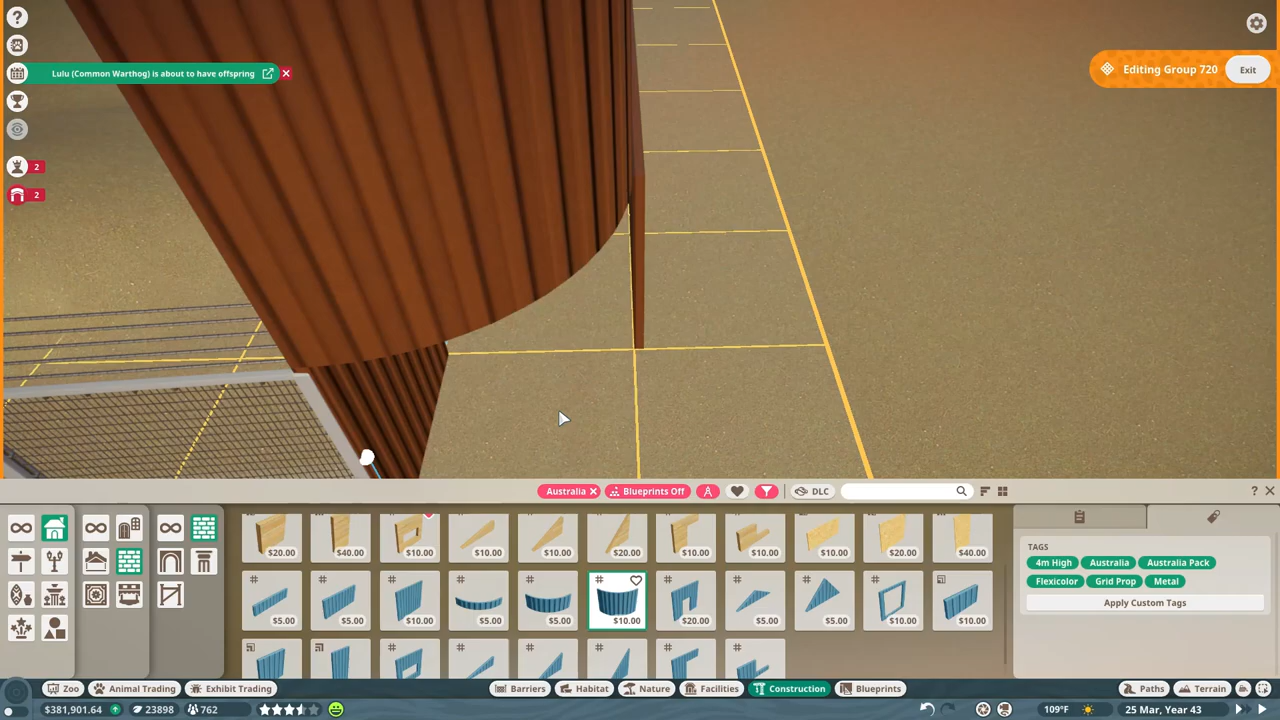 ?
Lulu (Common Warthog) is about to have offspring
Editing Group 720 Exit
2
2
Australia Blueprints Off DLC ?
$20.00 $40.00 $10.00 $10.00 $10.00 $20.00 $10.00 $10.00 $10.00 $20.00 $40.00
$5.00 $5.00 $10.00 $5.00 $5.00 $10.00 $20.00 $5.00 $5.00 $10.00 $10.00
TAGS
4m High Australia Australia Pack
Flexicolor Grid Prop Metal
Apply Custom Tags
Zoo Animal Trading Exhibit Trading Barriers Habitat Nature Facilities Construction Blueprints Paths Terrain
$381,901.64 23898 762 109°F 25 Mar, Year 43